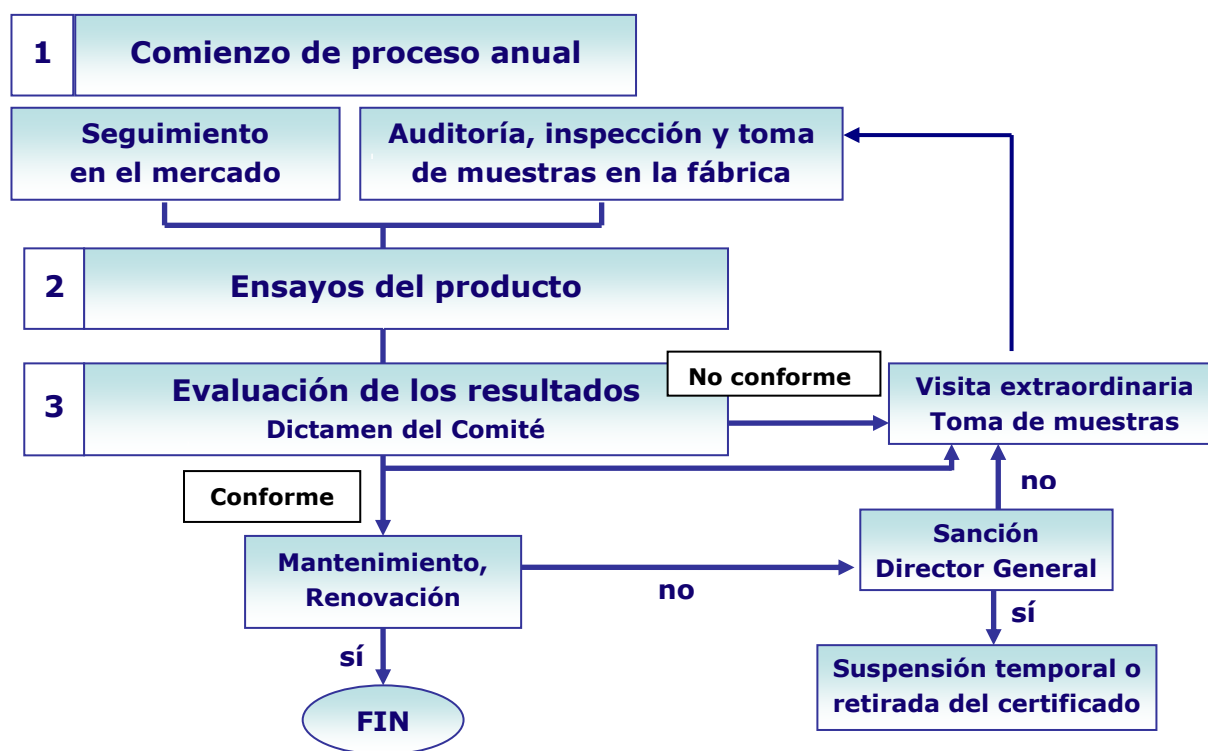 1
Comienzo de proceso anual
Seguimiento
en el mercado
Auditoría, inspección y toma
de muestras en la fábrica
2
Ensayos del producto
3
Evaluación de los resultados
Dictamen del Comité
No conforme
Visita extraordinaria
Toma de muestras
Conforme
no
Mantenimiento,
Renovación
no
Sanción
Director General
sí
sí
Suspensión temporal o
retirada del certificado
FIN